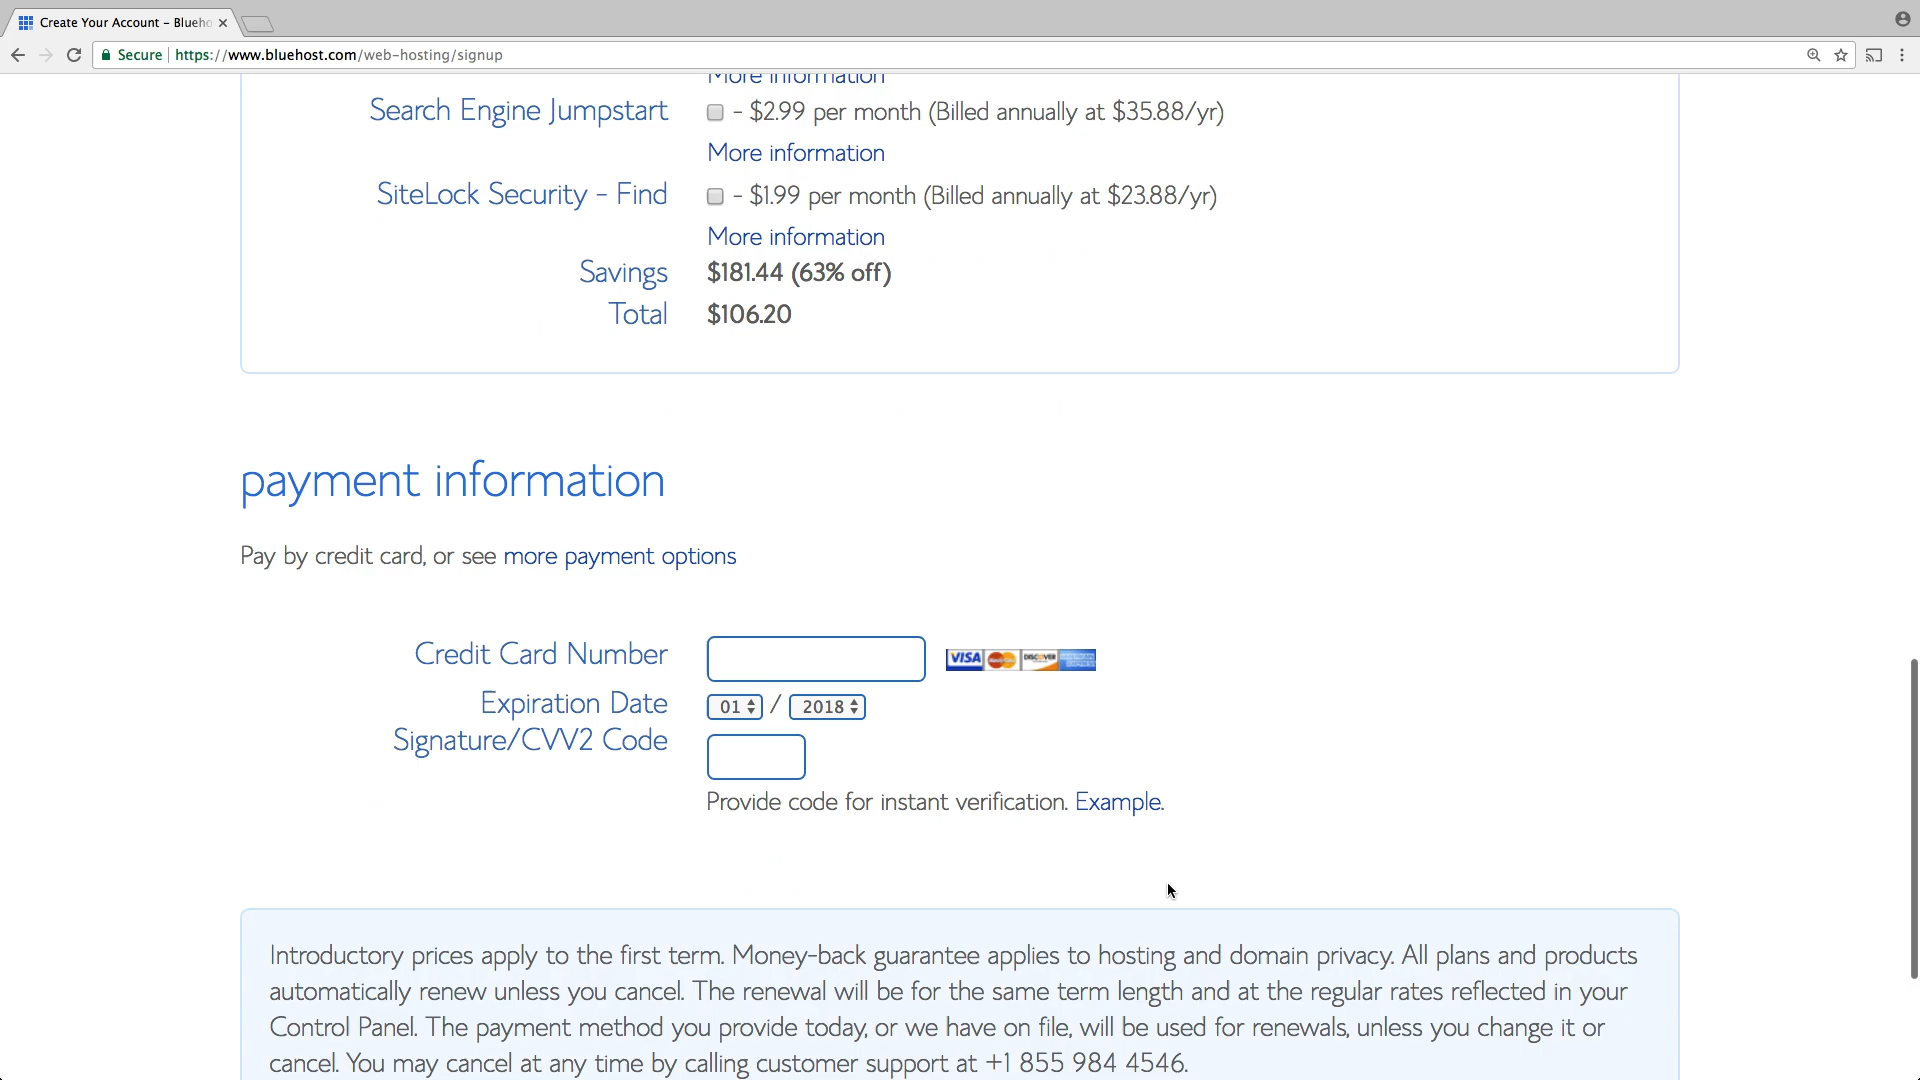 Create Your Account – Blueho
Secure https://www.bluehost.com/web-hosting/signup
More information
Search Engine Jumpstart - $2.99 per month (Billed annually at $35.88/yr)
More information
SiteLock Security - Find - $1.99 per month (Billed annually at $23.88/yr)
More information
Savings $181.44 (63% off)
Total $106.20
payment information
Pay by credit card, or see more payment options
Credit Card Number VISA MasterCard DISCOVER
Expiration Date 01 / 2018
Signature/CVV2 Code
Provide code for instant verification. Example.
Introductory prices apply to the first term. Money-back guarantee applies to hosting and domain privacy. All plans and products
automatically renew unless you cancel. The renewal will be for the same term length and at the regular rates reflected in your
Control Panel. The payment method you provide today, or we have on file, will be used for renewals, unless you change it or
cancel. You may cancel at any time by calling customer support at +1 855 984 4546.